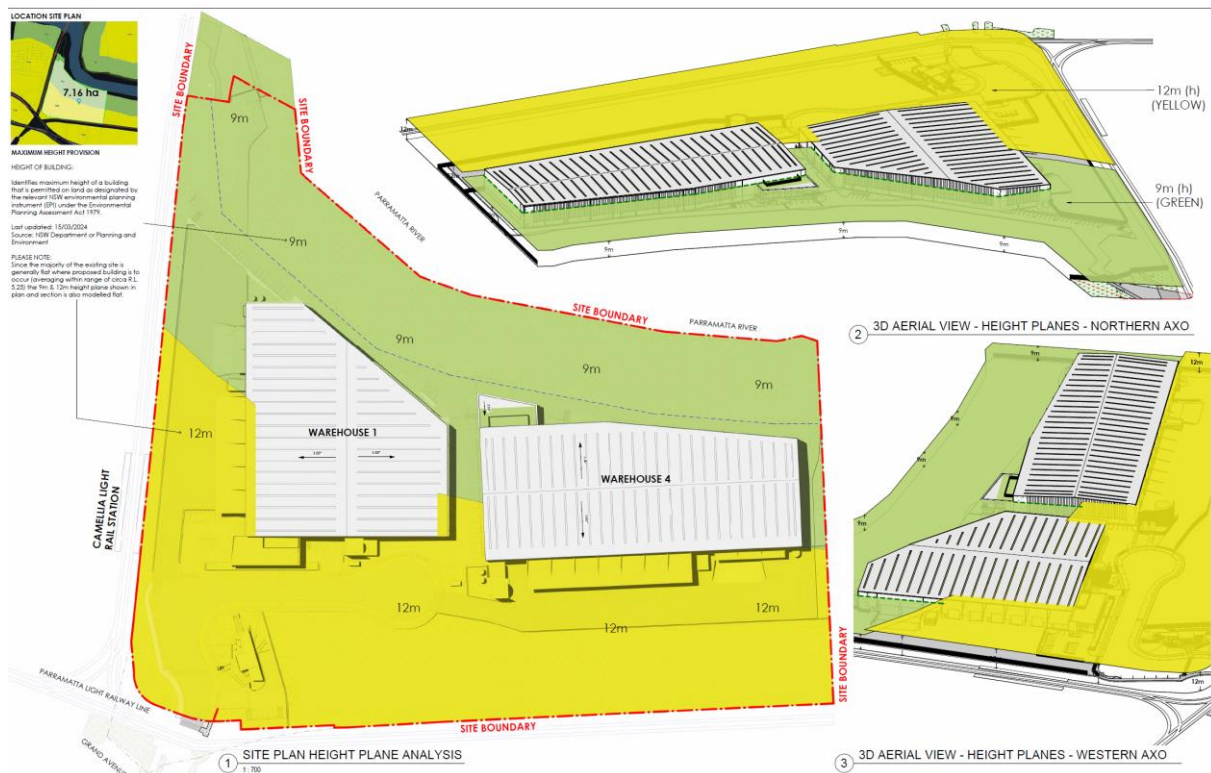 LOCATION SITE PLAN
7.16 ha
MAXIMUM HEIGHT PROVISION
HEIGHT OF BUILDING:
Identifies maximum height of a building
that is permitted on land as designated by
the relevant NSW environmental planning
instrument (EPI) under the Environmental
Planning Assessment Act 1979.
Last updated: 15/03/2024
Source: NSW Department or Planning and
Environment
PLEASE NOTE:
Since the majority of the existing site is
generally flat where proposed building is to
occur (averaging within range of circa R.L.
5.25) the 9m & 12m height plane shown in
plan and section is also modelled flat.
SITE BOUNDARY
SITE BOUNDARY
9m
PARRAMATTA RIVER
9m
SITE BOUNDARY
PARRAMATTA RIVER
9m
9m
9m
12m
WAREHOUSE 1
WAREHOUSE 4
CAMELLIA LIGHT
RAIL STATION
12m
12m
12m
SITE BOUNDARY
PARRAMATTA LIGHT RAILWAY LINE
GRAND AVENUE
SITE BOUNDARY
1 SITE PLAN HEIGHT PLANE ANALYSIS
1 : 700
12m
12m (h)
(YELLOW)
9m (h)
(GREEN)
9m
9m
9m
2 3D AERIAL VIEW - HEIGHT PLANES - NORTHERN AXO
9m
12m
9m
9m
9m
12m
3 3D AERIAL VIEW - HEIGHT PLANES - WESTERN AXO